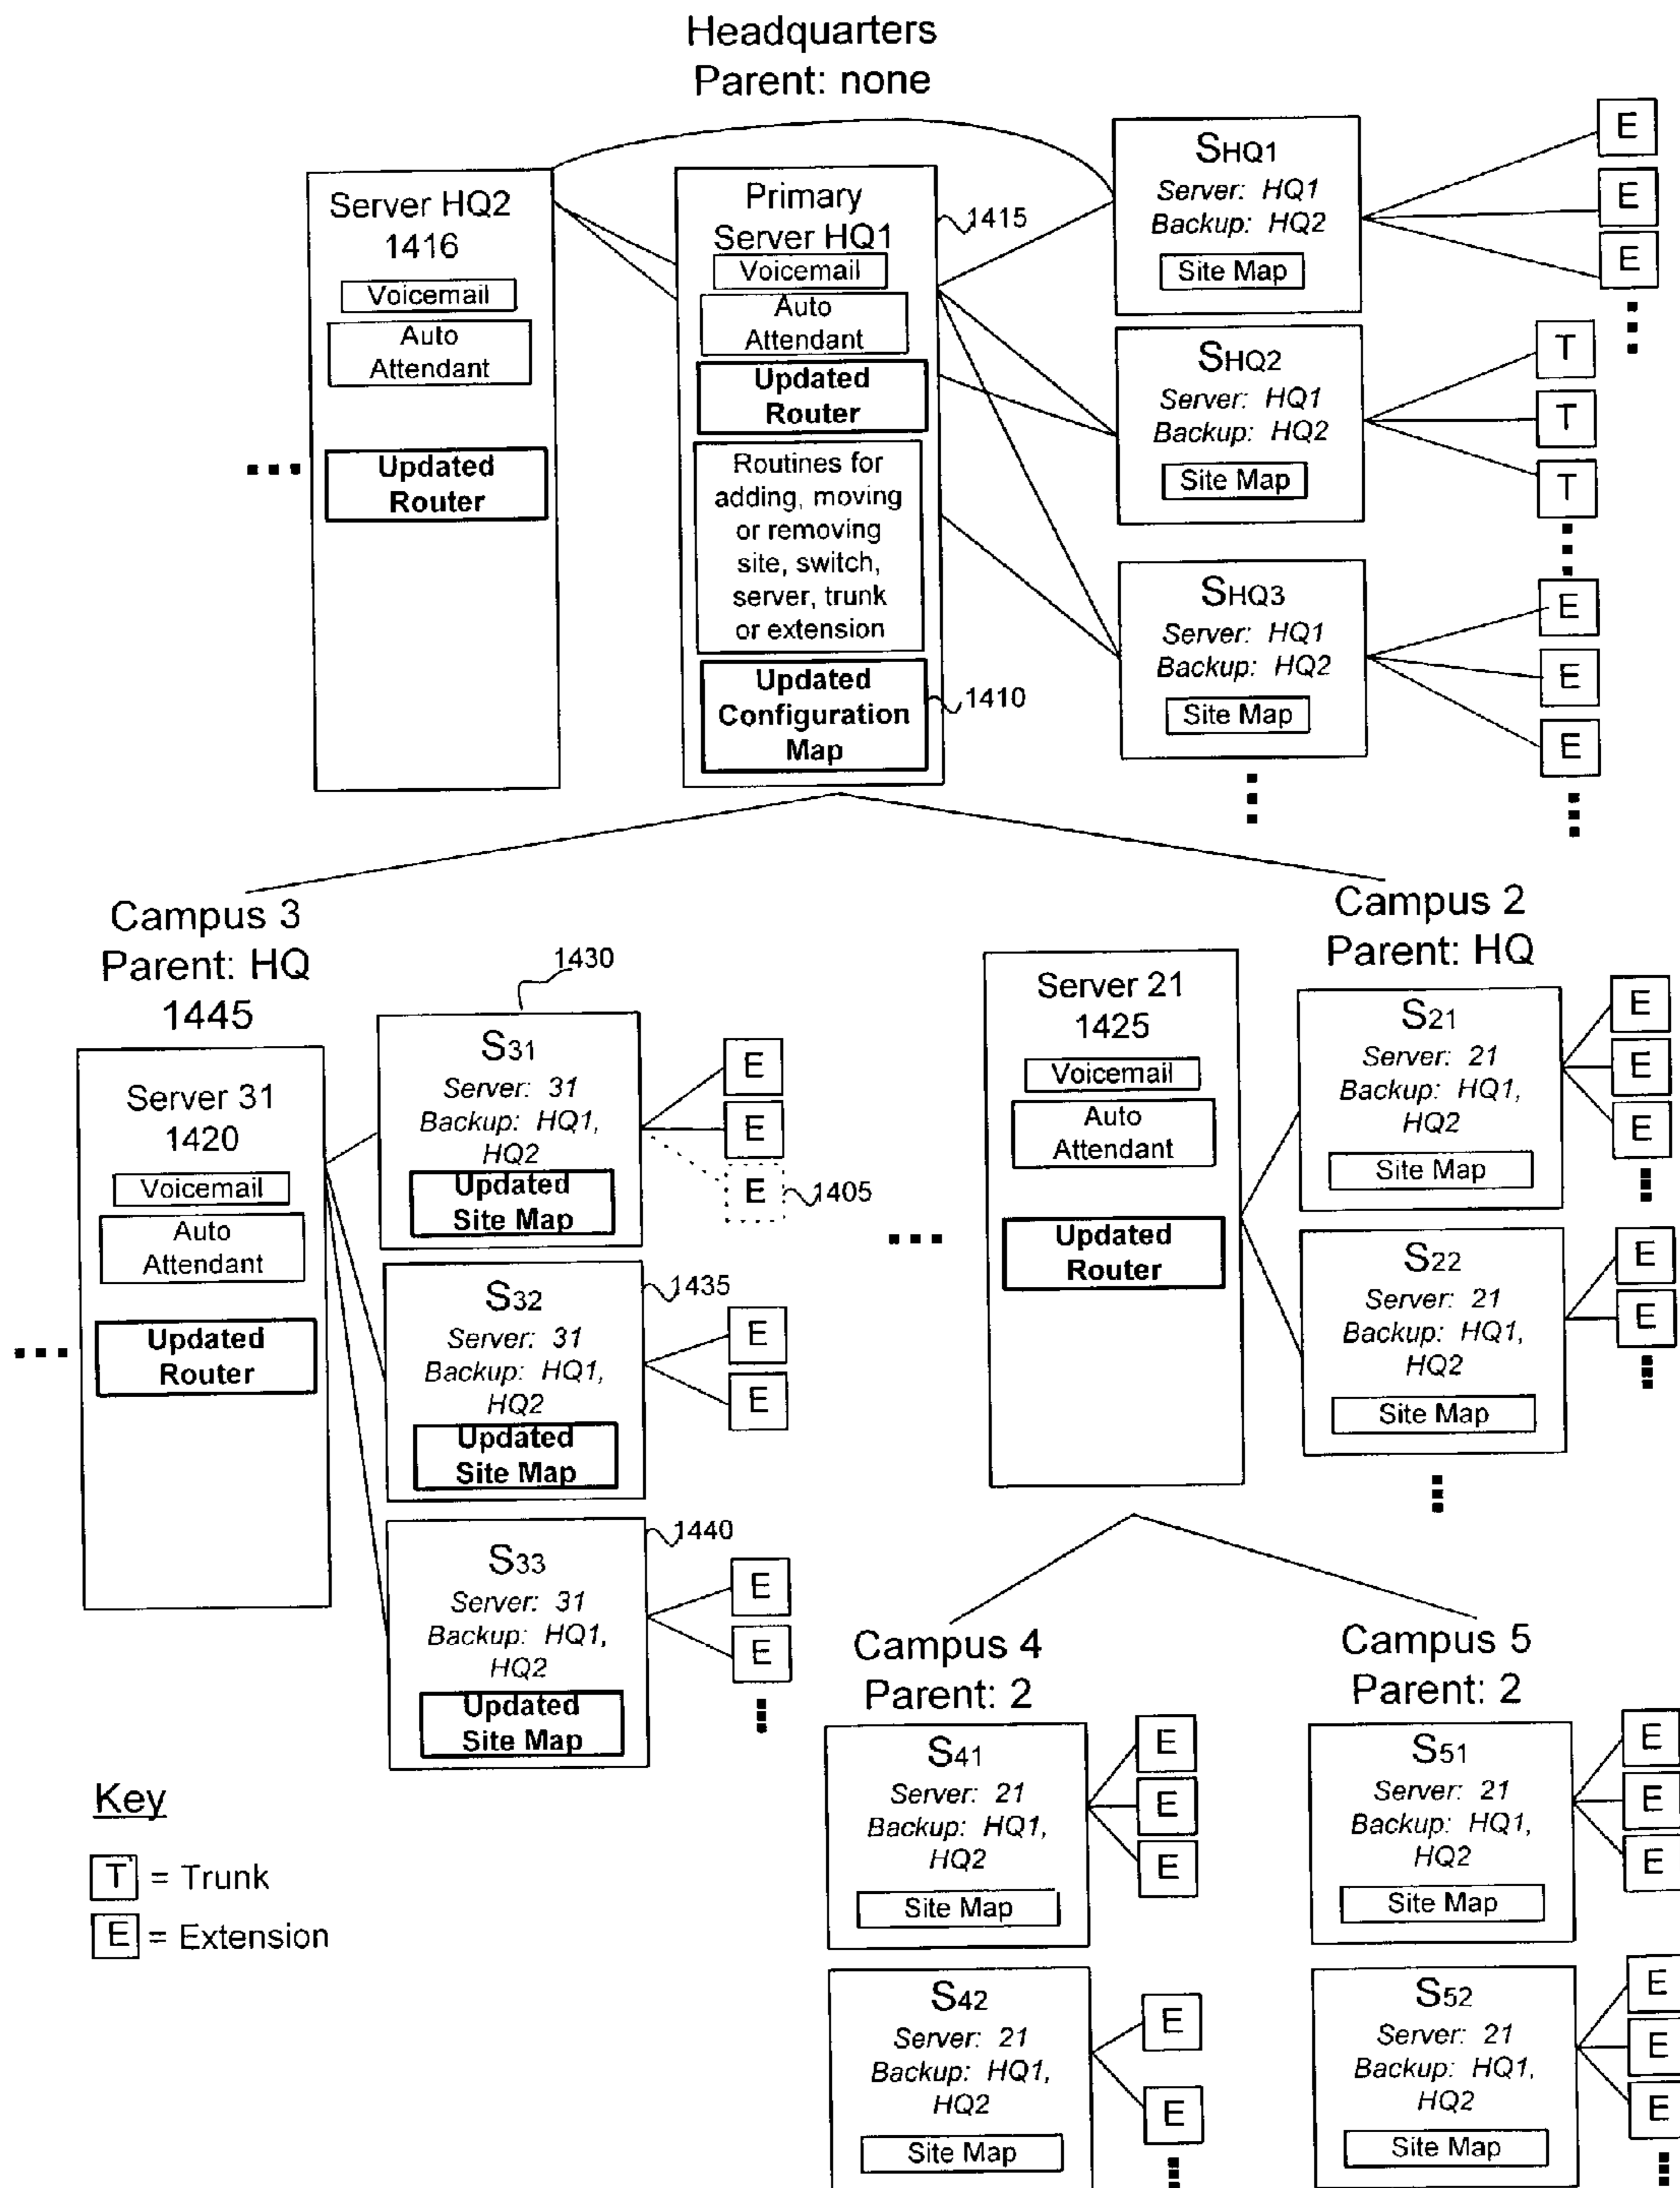 Headquarters
Parent: none
Server HQ2
1416
Voicemail
Auto
Attendant
Updated
Router
Primary
Server HQ1
1415
Voicemail
Auto
Attendant
Updated
Router
Routines for
adding, moving
or removing
site, switch,
server, trunk
or extension
Updated
Configuration
Map
1410
SHQ1
Server: HQ1
Backup: HQ2
Site Map
E
E
E
SHQ2
Server: HQ1
Backup: HQ2
Site Map
T
T
T
SHQ3
Server: HQ1
Backup: HQ2
Site Map
E
E
E
Campus 3
Parent: HQ
1445
Server 31
1420
Voicemail
Auto
Attendant
Updated
Router
1430
S31
Server: 31
Backup: HQ1,
HQ2
Updated
Site Map
E
E
E
1405
S32
1435
Server: 31
Backup: HQ1,
HQ2
Updated
Site Map
E
E
S33
1440
Server: 31
Backup: HQ1,
HQ2
Updated
Site Map
E
E
Campus 2
Parent: HQ
Server 21
1425
Voicemail
Auto
Attendant
Updated
Router
S21
Server: 21
Backup: HQ1,
HQ2
Site Map
E
E
E
S22
Server: 21
Backup: HQ1,
HQ2
Site Map
E
E
Campus 4
Parent: 2
S41
Server: 21
Backup: HQ1,
HQ2
Site Map
E
E
E
S42
Server: 21
Backup: HQ1,
HQ2
Site Map
E
E
Campus 5
Parent: 2
S51
Server: 21
Backup: HQ1,
HQ2
Site Map
E
E
E
S52
Server: 21
Backup: HQ1,
HQ2
Site Map
E
E
E
Key
T = Trunk
E = Extension